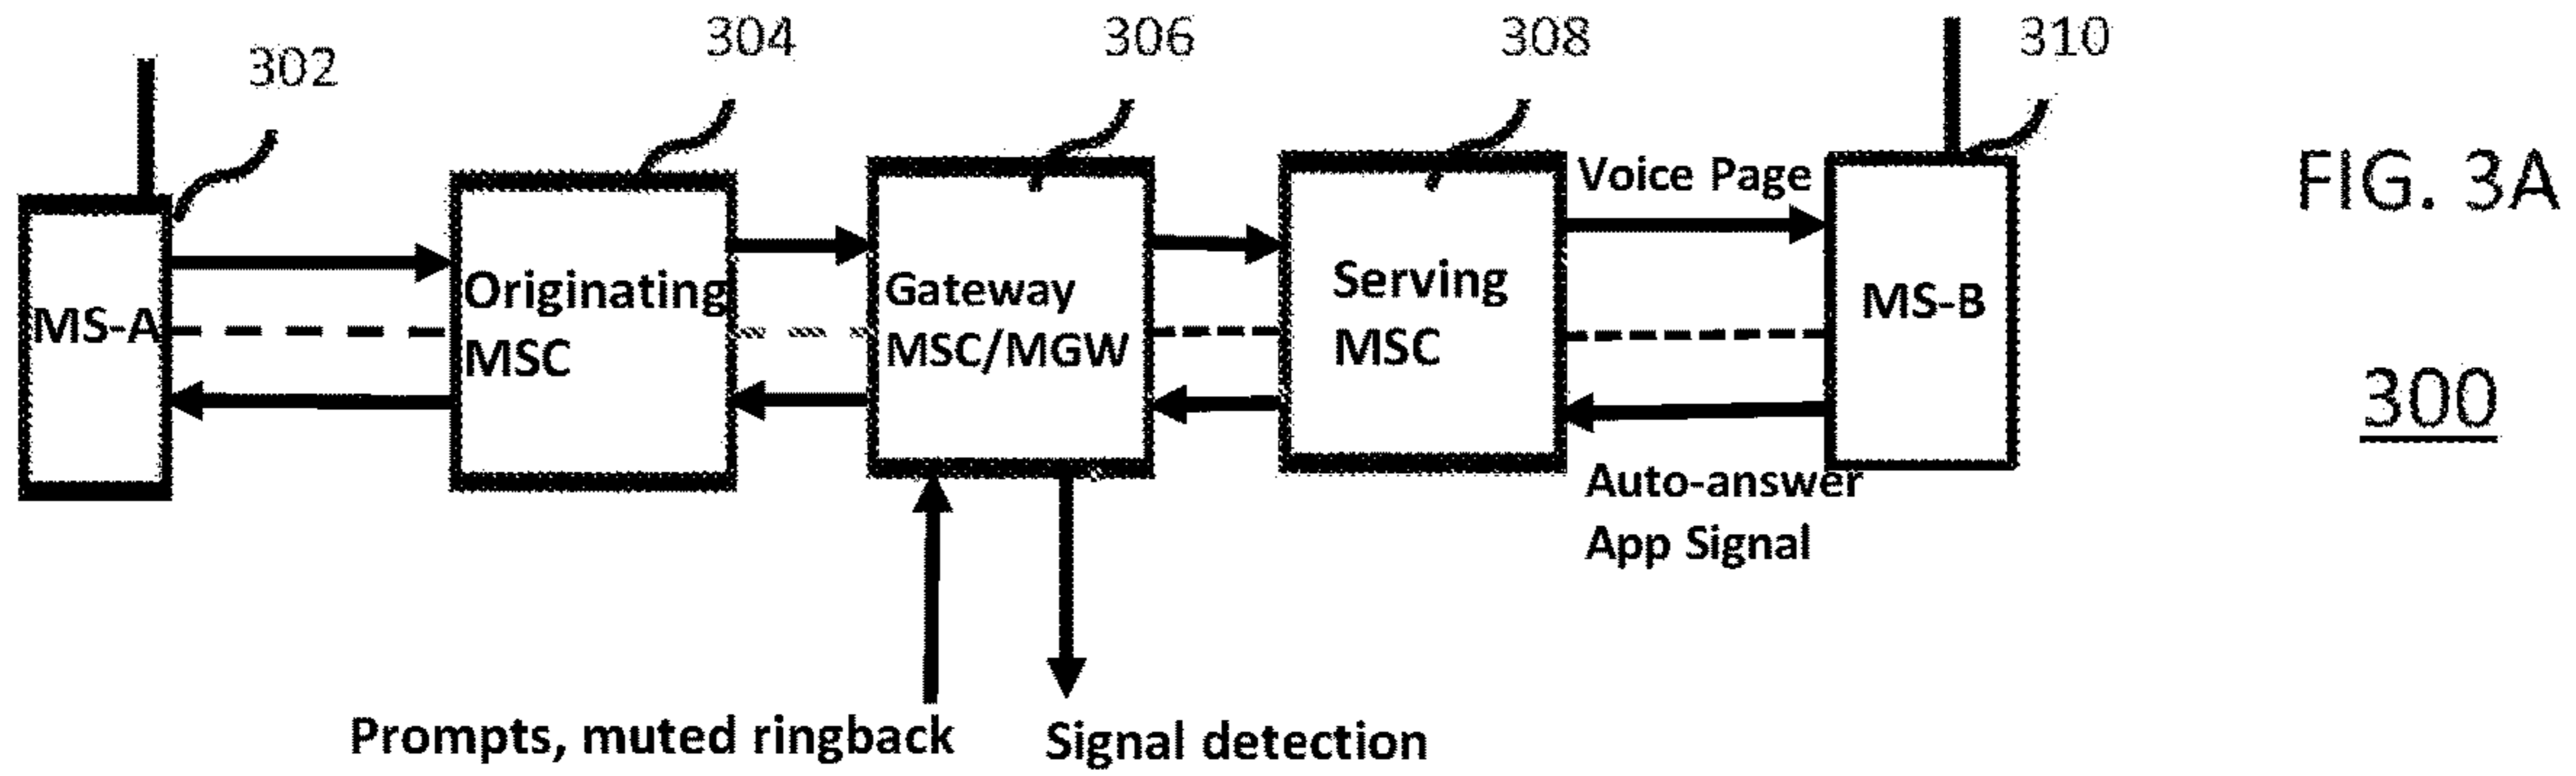 302
304
306
308
310
Voice Page
FIG. 3A
MS-A
Originating
MSC
Gateway
MSC/MGW
Serving
MSC
MS-B
300
Auto-answer
App Signal
Prompts, muted ringback
Signal detection